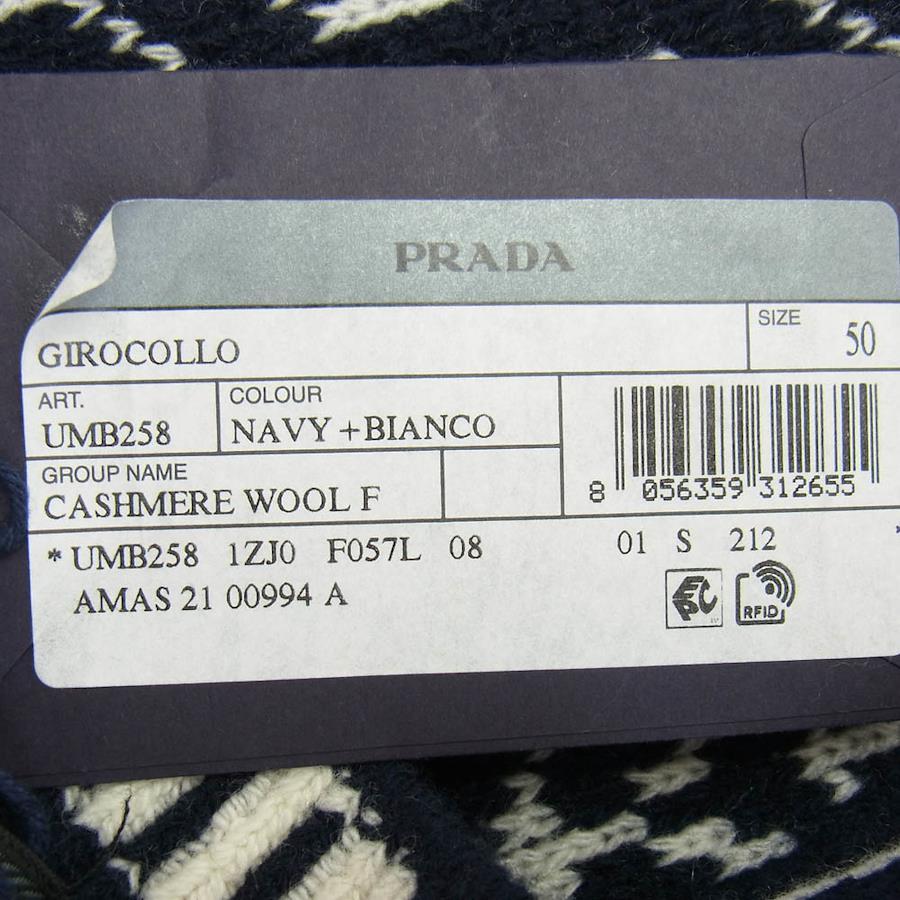 PRADA
GIROCOLLO
SIZE
50
ART.
UMB258
COLOUR
NAVY +BIANCO
GROUP NAME
CASHMERE WOOL F
8 056359 312655
* UMB258 1ZJ0 F057L 08 01 S 212 *
AMAS 21 00994 A
EPC
RFID